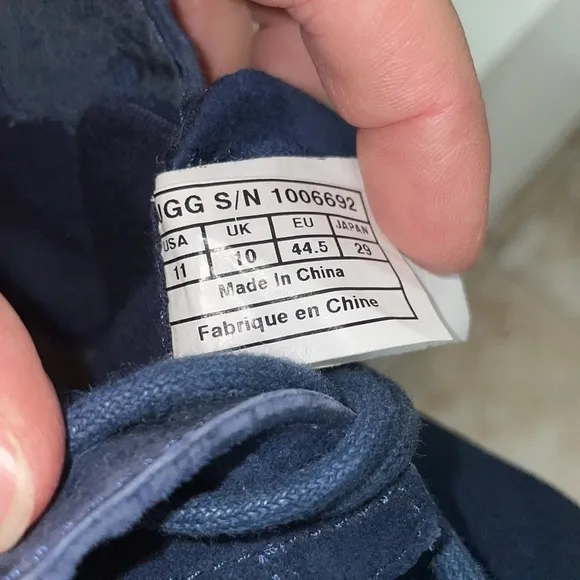 UGG S/N 1006692
USA UK EU JAPAN
11 10 44.5 29
Made In China
Fabrique en Chine